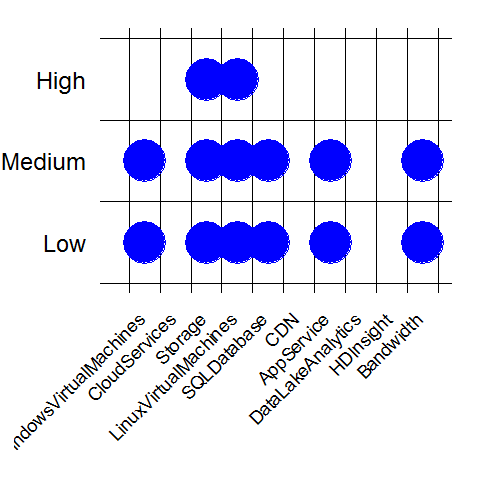 High
Medium
Low
ndowsVirtualMachines
CloudServices
Storage
LinuxVirtualMachines
SQLDatabase
CDN
AppService
DataLakeAnalytics
HDInsight
Bandwidth